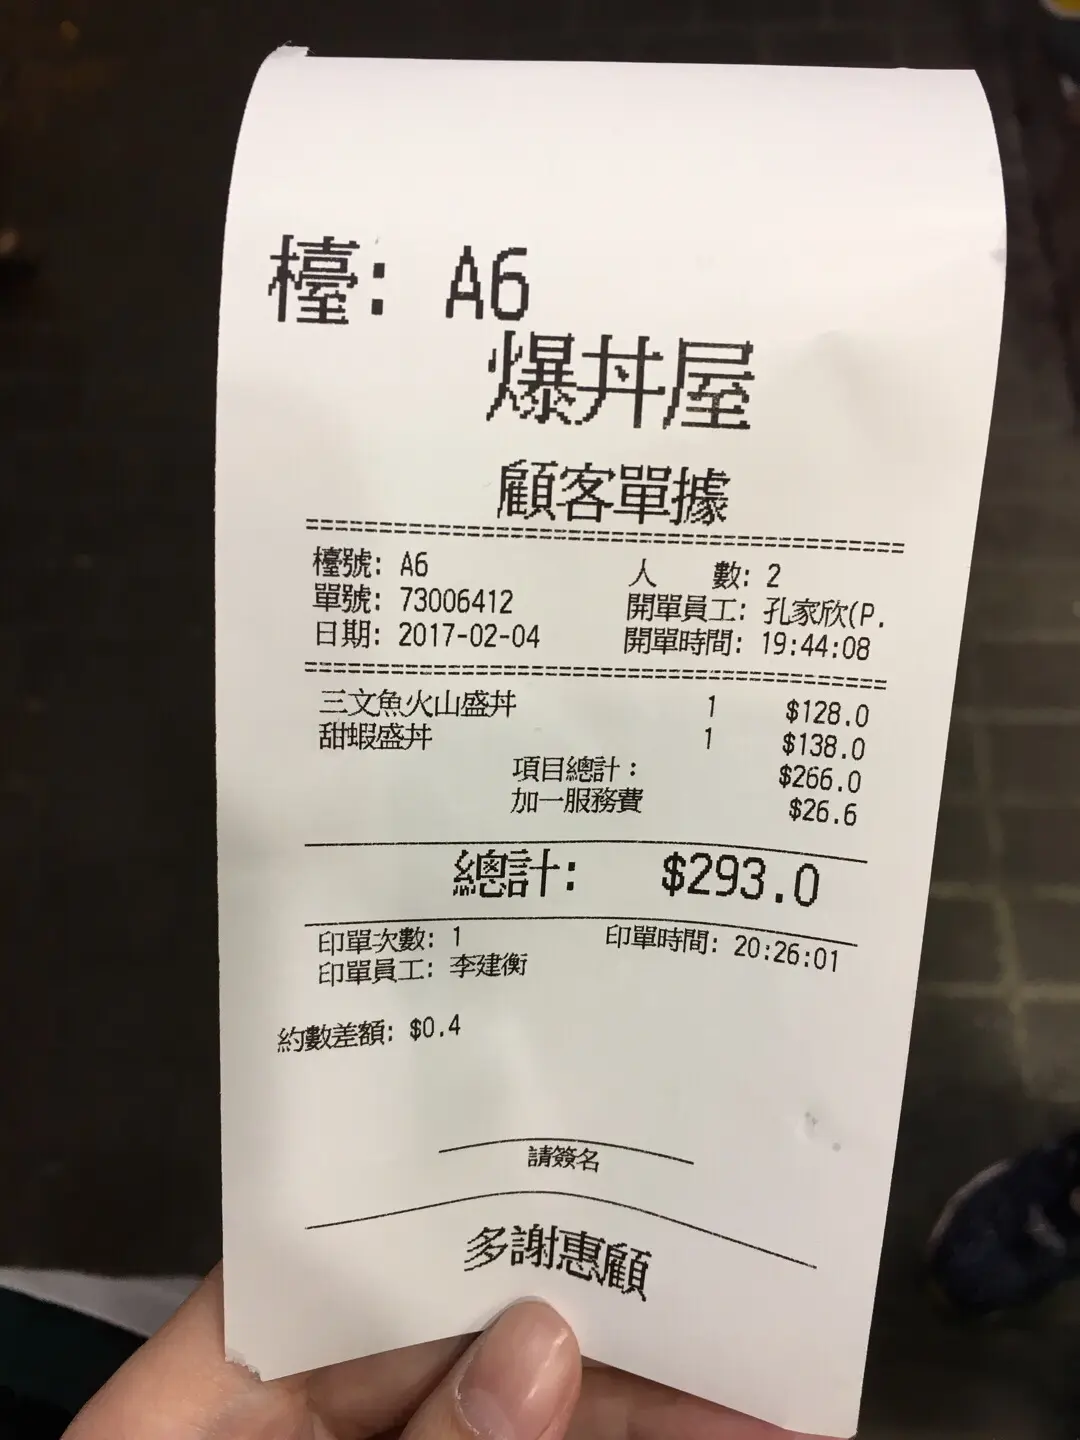 檯: A6
爆丼屋
顧客單據
檯號: A6 人 數: 2
單號: 73006412 開單員工: 孔家欣(P.
日期: 2017-02-04 開單時間: 19:44:08
三文魚火山盛丼 1 $128.0
甜蝦盛丼 1 $138.0
項目總計: $266.0
加一服務費 $26.6
總計: $293.0
印單次數: 1 印單時間: 20:26:01
印單員工: 李建衡
約數差額: $0.4
請簽名
多謝惠顧